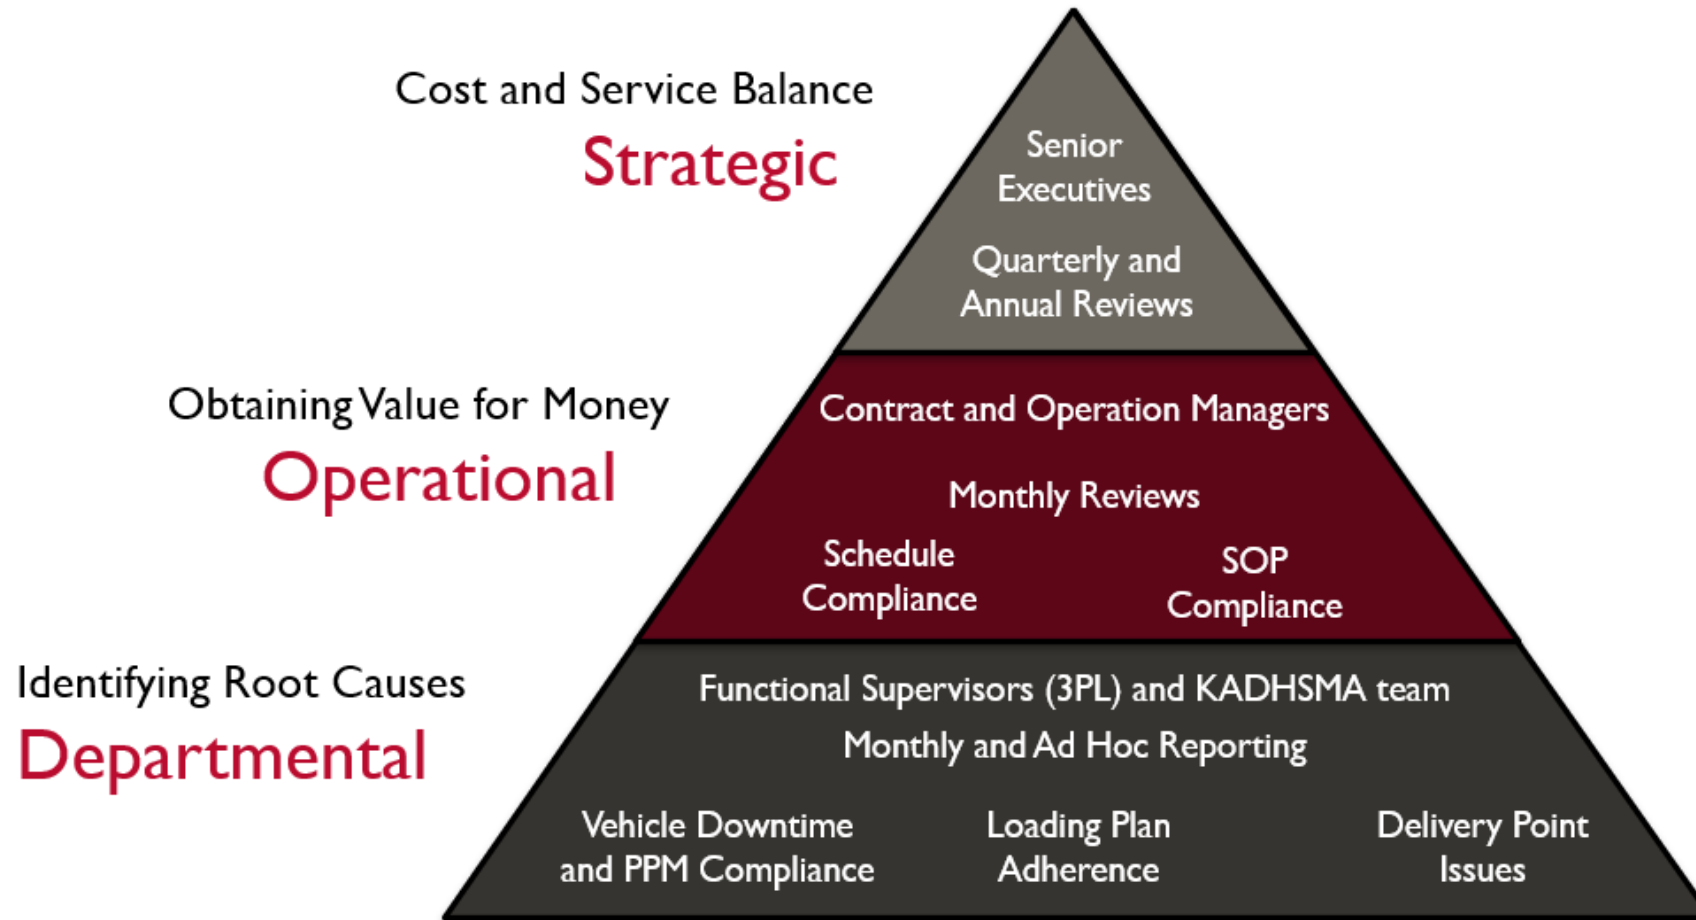 Cost and Service Balance
Strategic
Senior
Executives
Quarterly and
Annual Reviews
Obtaining Value for Money
Operational
Contract and Operation Managers
Monthly Reviews
Schedule
Compliance
SOP
Compliance
Identifying Root Causes
Departmental
Functional Supervisors (3PL) and KADHSMA team
Monthly and Ad Hoc Reporting
Vehicle Downtime
and PPM Compliance
Loading Plan
Adherence
Delivery Point
Issues